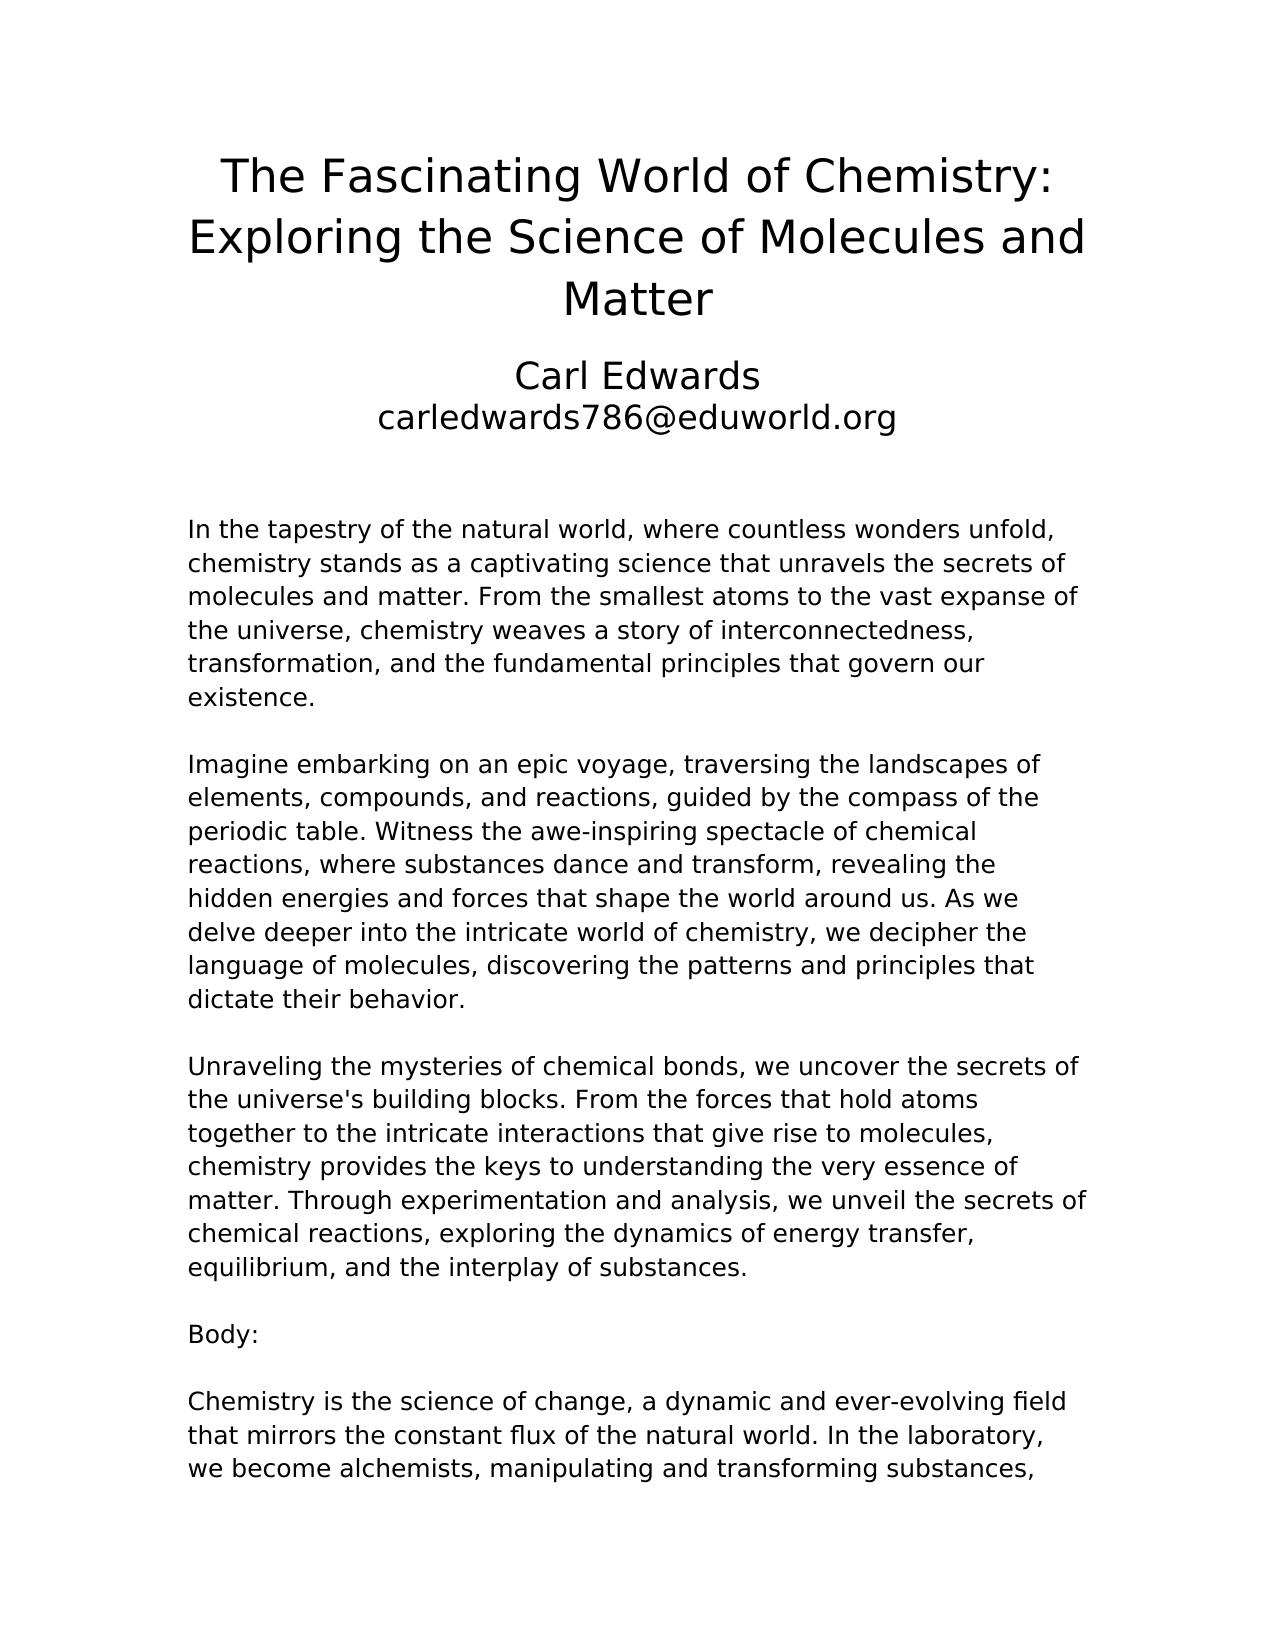 The Fascinating World of Chemistry:
Exploring the Science of Molecules and
Matter
Carl Edwards
carledwards786@eduworld.org
In the tapestry of the natural world, where countless wonders unfold,
chemistry stands as a captivating science that unravels the secrets of
molecules and matter. From the smallest atoms to the vast expanse of
the universe, chemistry weaves a story of interconnectedness,
transformation, and the fundamental principles that govern our
existence.
Imagine embarking on an epic voyage, traversing the landscapes of
elements, compounds, and reactions, guided by the compass of the
periodic table. Witness the awe-inspiring spectacle of chemical
reactions, where substances dance and transform, revealing the
hidden energies and forces that shape the world around us. As we
delve deeper into the intricate world of chemistry, we decipher the
language of molecules, discovering the patterns and principles that
dictate their behavior.
Unraveling the mysteries of chemical bonds, we uncover the secrets of
the universe's building blocks. From the forces that hold atoms
together to the intricate interactions that give rise to molecules,
chemistry provides the keys to understanding the very essence of
matter. Through experimentation and analysis, we unveil the secrets of
chemical reactions, exploring the dynamics of energy transfer,
equilibrium, and the interplay of substances.
Body:
Chemistry is the science of change, a dynamic and ever-evolving field
that mirrors the constant flux of the natural world. In the laboratory,
we become alchemists, manipulating and transforming substances,